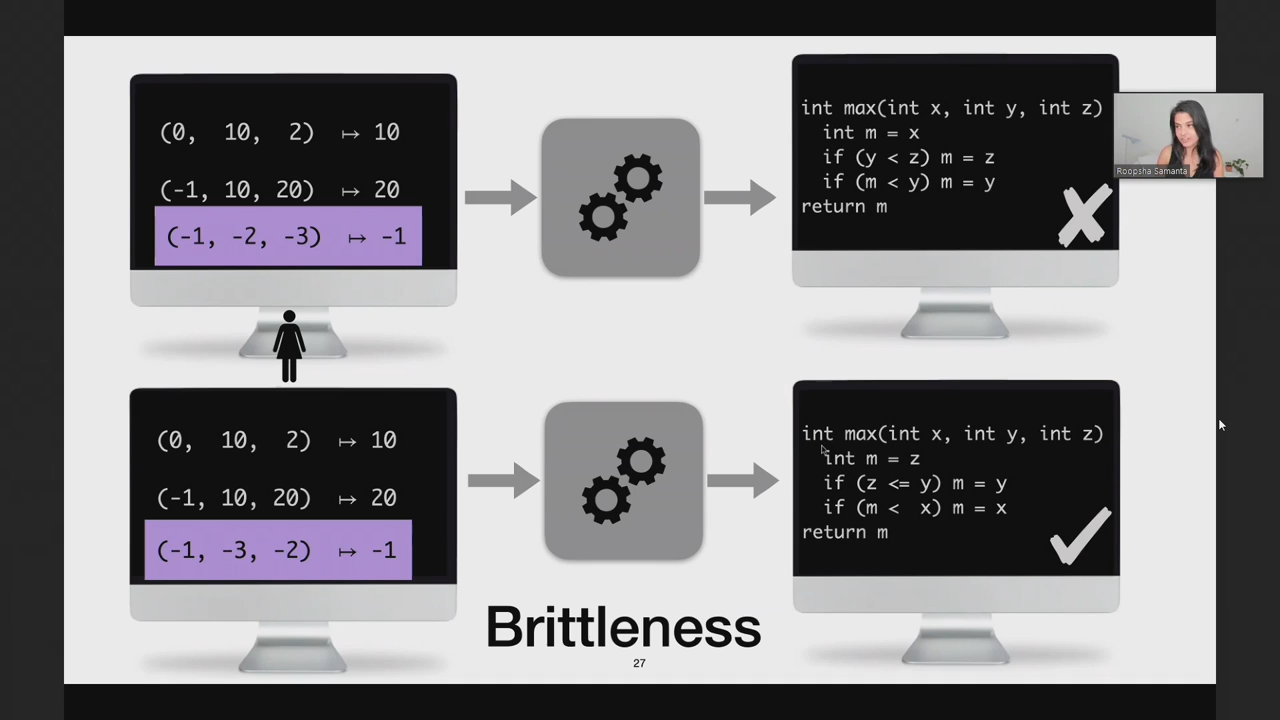 (0, 10, 2) ↦ 10
(-1, 10, 20) ↦ 20
(-1, -2, -3) ↦ -1
int max(int x, int y, int z)
int m = x
if (y < z) m = z
if (m < y) m = y
return m
Roopsha Samanta
(0, 10, 2) ↦ 10
(-1, 10, 20) ↦ 20
(-1, -3, -2) ↦ -1
int max(int x, int y, int z)
int m = z
if (z <= y) m = y
if (m < x) m = x
return m
Brittleness
27